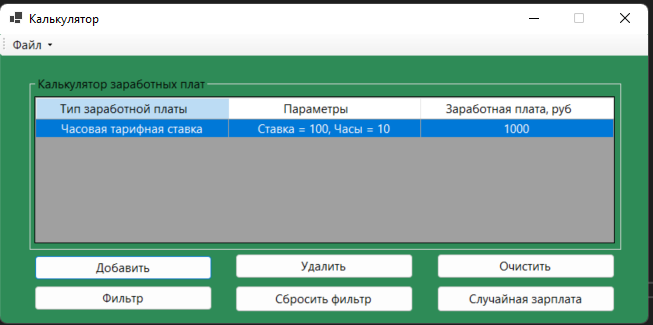 Калькулятор
Файл
Калькулятор заработных плат
Тип заработной платы Параметры Заработная плата, руб
Часовая тарифная ставка Ставка = 100, Часы = 10 1000
Добавить Удалить Очистить
Фильтр Сбросить фильтр Случайная зарплата